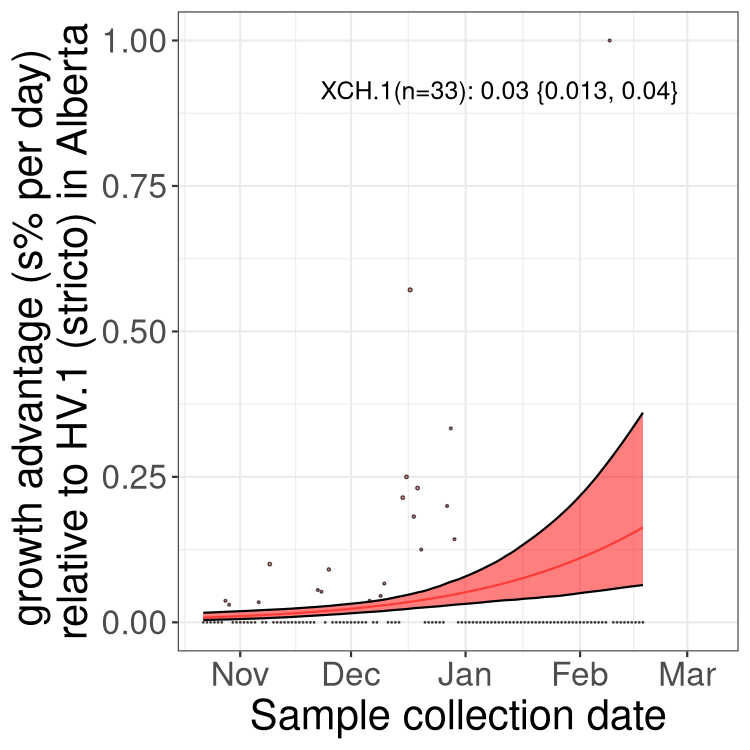 growth advantage (s% per day)
relative to HV.1 (stricto) in Alberta
1.00
0.75
0.50
0.25
0.00
XCH.1(n=33): 0.03 {0.013, 0.04}
Nov Dec Jan Feb Mar
Sample collection date